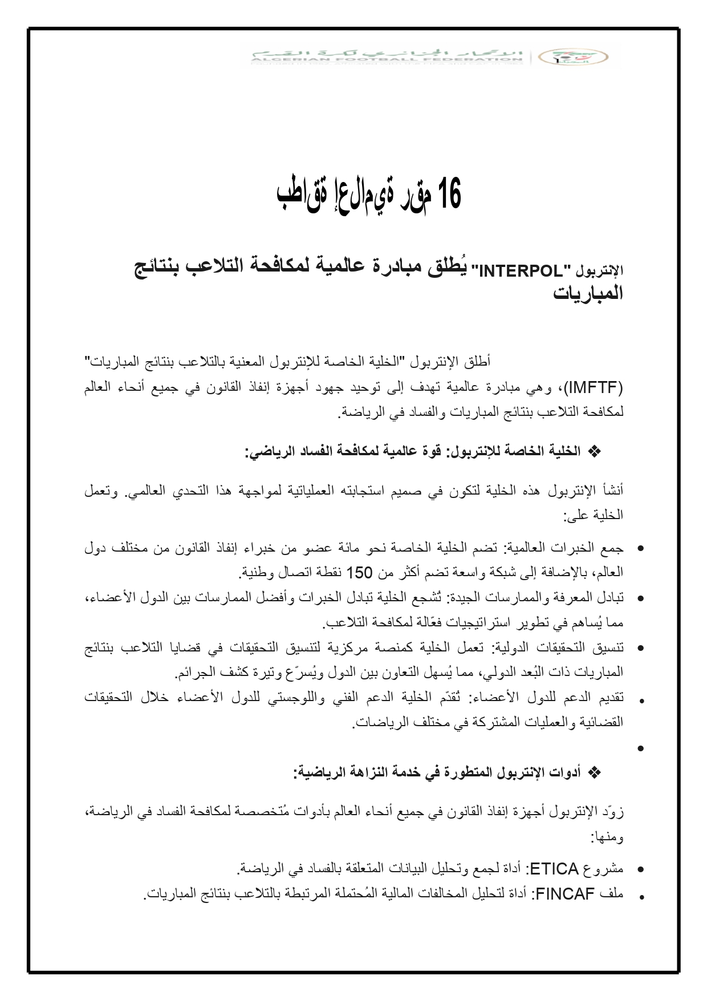 الاتحاد الجزائري لكرة القدم
ALGERIAN FOOTBALL FEDERATION
بطاقة إعلامية رقم 16
الإنتربول "INTERPOL" يُطلق مبادرة عالمية لمكافحة التلاعب بنتائج
المباريات
أطلق الإنتربول "الخلية الخاصة للإنتربول المعنية بالتلاعب بنتائج المباريات"
(IMFTF)، وهي مبادرة عالمية تهدف إلى توحيد جهود أجهزة إنفاذ القانون في جميع أنحاء العالم
لمكافحة التلاعب بنتائج المباريات والفساد في الرياضة.
❖ الخلية الخاصة للإنتربول: قوة عالمية لمكافحة الفساد الرياضي:
أنشأ الإنتربول هذه الخلية لتكون في صميم استجابته العملياتية لمواجهة هذا التحدي العالمي. وتعمل
الخلية على:
• جمع الخبرات العالمية: تضم الخلية الخاصة نحو مائة عضو من خبراء إنفاذ القانون من مختلف دول
العالم، بالإضافة إلى شبكة واسعة تضم أكثر من 150 نقطة اتصال وطنية.
• تبادل المعرفة والممارسات الجيدة: تُشجع الخلية تبادل الخبرات وأفضل الممارسات بين الدول الأعضاء،
مما يُساهم في تطوير استراتيجيات فعّالة لمكافحة التلاعب.
• تنسيق التحقيقات الدولية: تعمل الخلية كمنصة مركزية لتنسيق التحقيقات في قضايا التلاعب بنتائج
المباريات ذات البُعد الدولي، مما يُسهل التعاون بين الدول ويُسرّع وتيرة كشف الجرائم.
• تقديم الدعم للدول الأعضاء: تُقدّم الخلية الدعم الفني واللوجستي للدول الأعضاء خلال التحقيقات
القضائية والعمليات المشتركة في مختلف الرياضات.
•
❖ أدوات الإنتربول المتطورة في خدمة النزاهة الرياضية:
زوّد الإنتربول أجهزة إنفاذ القانون في جميع أنحاء العالم بأدوات مُتخصصة لمكافحة الفساد في الرياضة،
ومنها:
• مشروع ETICA: أداة لجمع وتحليل البيانات المتعلقة بالفساد في الرياضة.
• ملف FINCAF: أداة لتحليل المخالفات المالية المُحتملة المرتبطة بالتلاعب بنتائج المباريات.